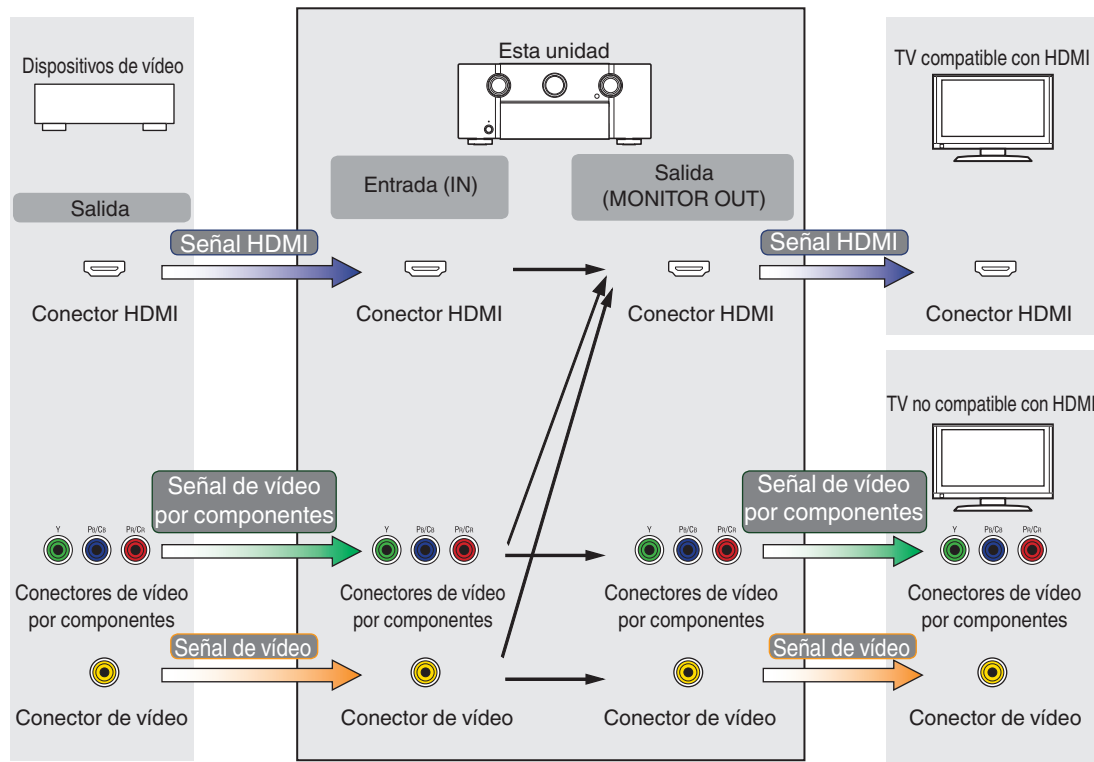 Esta unidad
Dispositivos de vídeo
TV compatible con HDMI
Entrada (IN)
Salida
(MONITOR OUT)
Salida
Señal HDMI
Señal HDMI
Conector HDMI
Conector HDMI
Conector HDMI
Conector HDMI
TV no compatible con HDMI
Señal de vídeo
por componentes
Señal de vídeo
por componentes
Y PB/CB PR/CR
Y PB/CB PR/CR
Y PB/CB PR/CR
Y PB/CB PR/CR
Conectores de vídeo
por componentes
Conectores de vídeo
por componentes
Conectores de vídeo
por componentes
Conectores de vídeo
por componentes
Señal de vídeo
Señal de vídeo
Conector de vídeo
Conector de vídeo
Conector de vídeo
Conector de vídeo